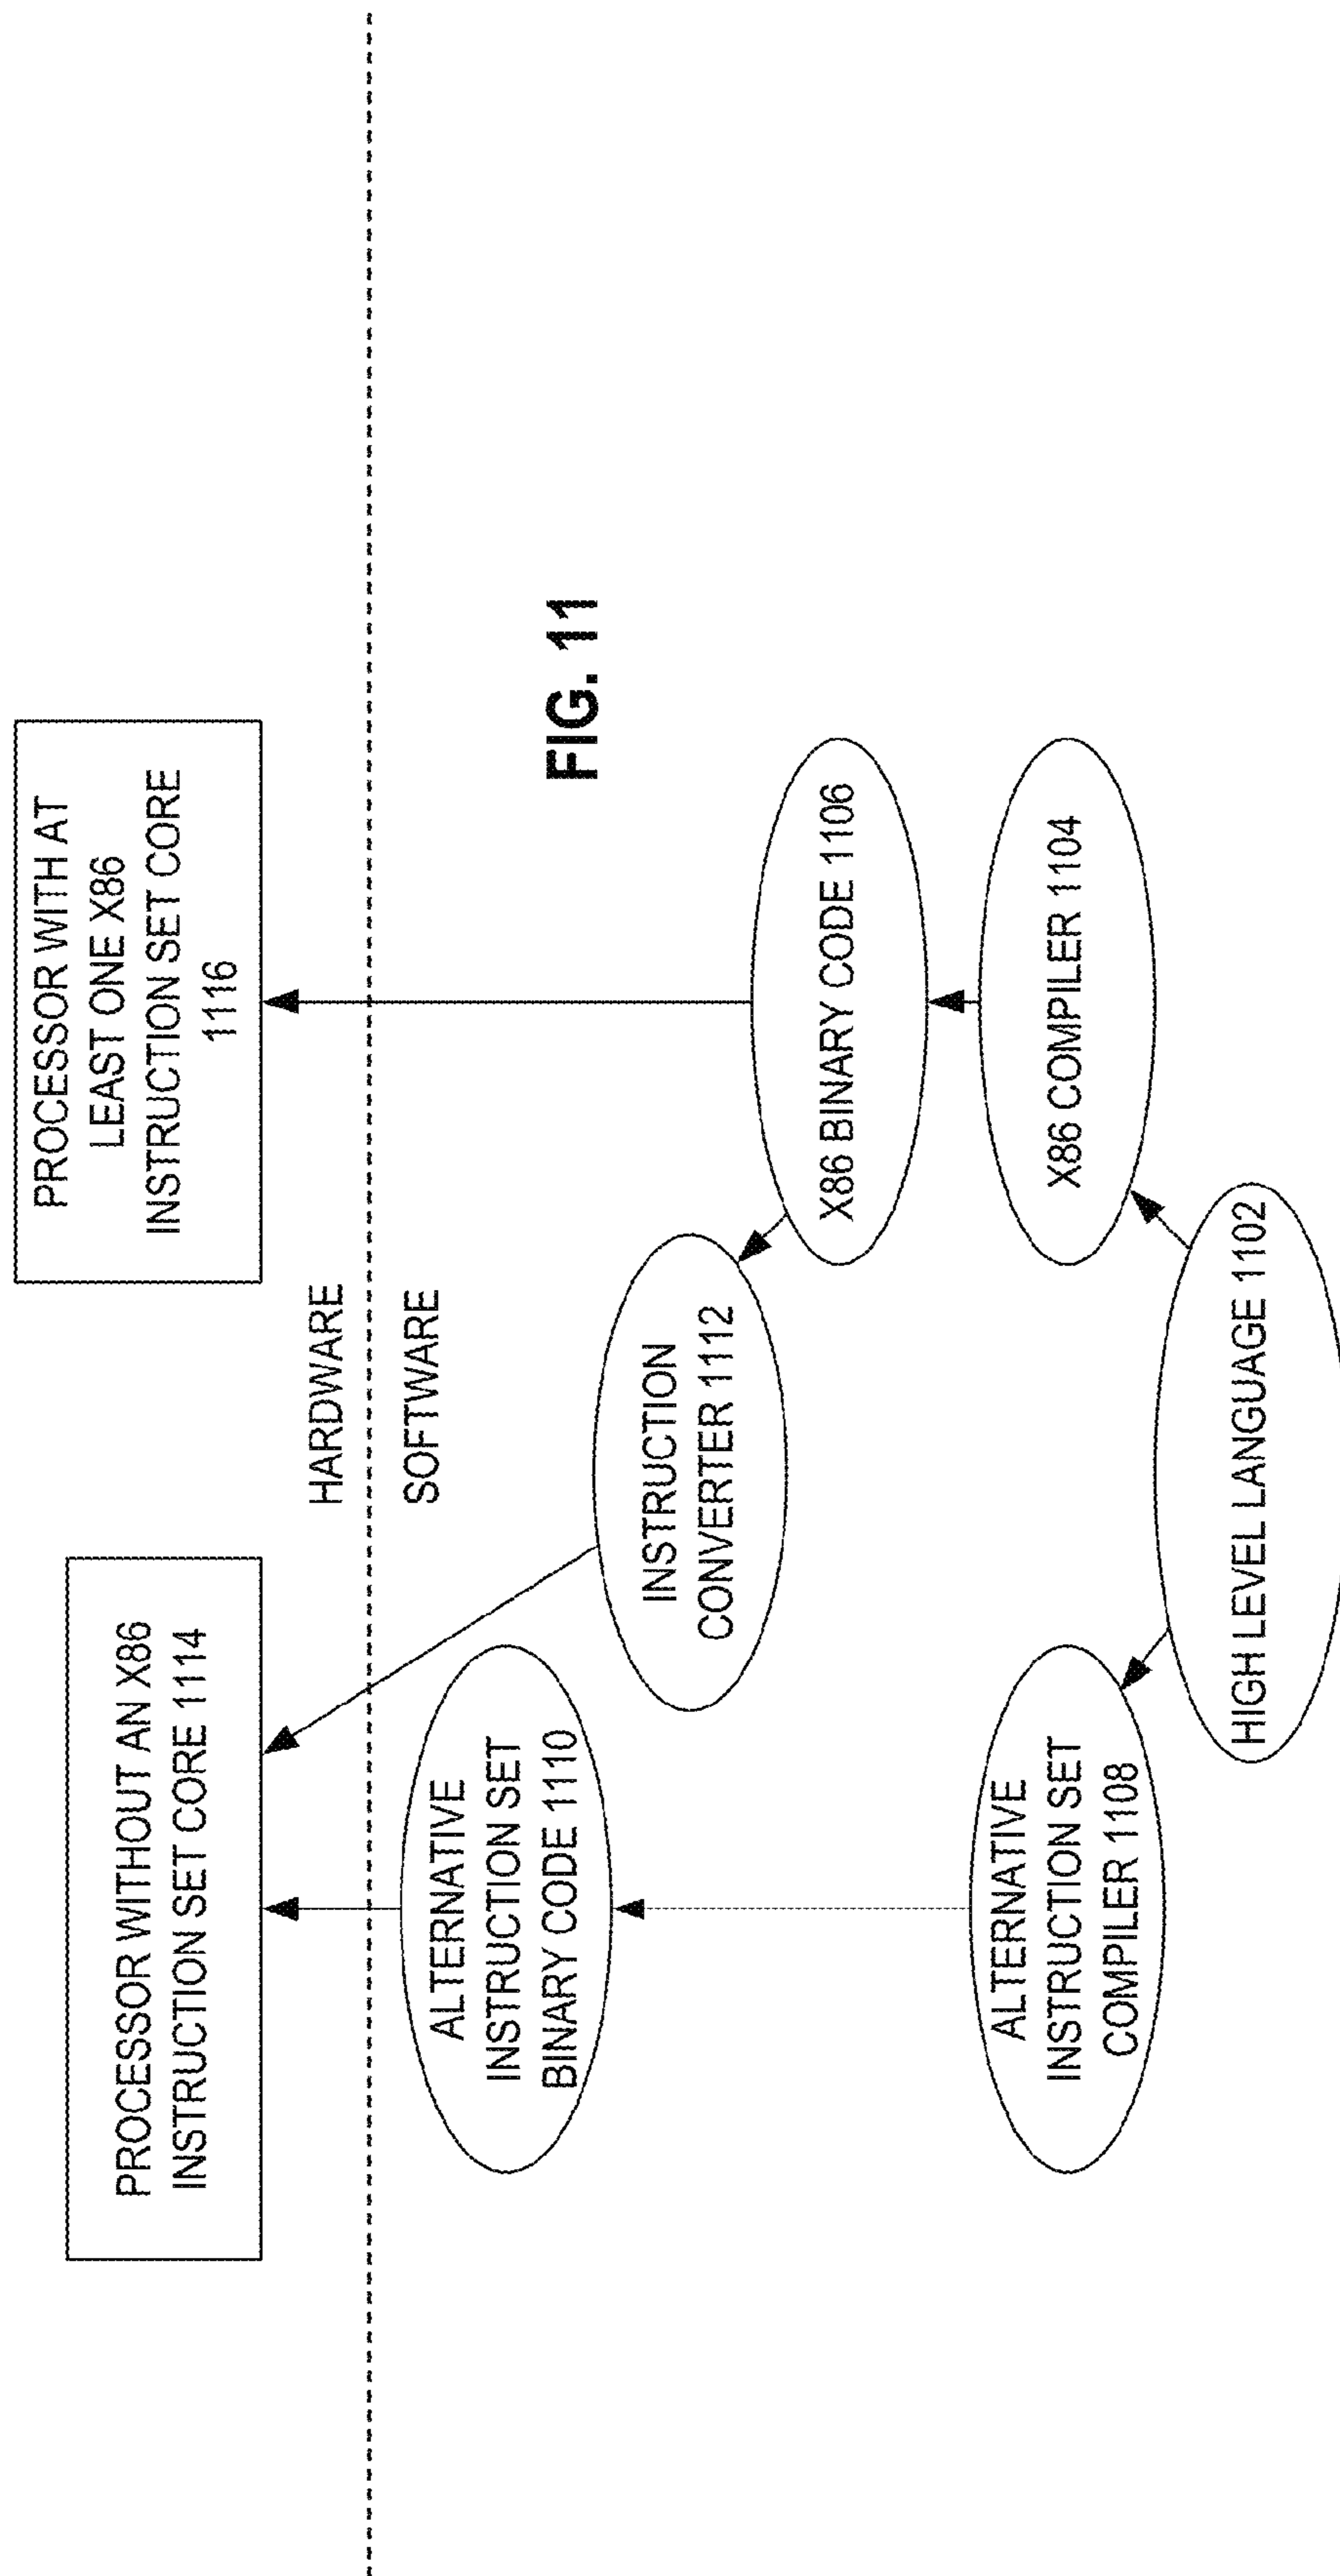 PROCESSOR WITHOUT AN X86
INSTRUCTION SET CORE 1114
PROCESSOR WITH AT
LEAST ONE X86
INSTRUCTION SET CORE
1116
HARDWARE
SOFTWARE
ALTERNATIVE
INSTRUCTION SET
BINARY CODE 1110
INSTRUCTION
CONVERTER 1112
FIG. 11
X86 BINARY CODE 1106
ALTERNATIVE
INSTRUCTION SET
COMPILER 1108
X86 COMPILER 1104
HIGH LEVEL LANGUAGE 1102